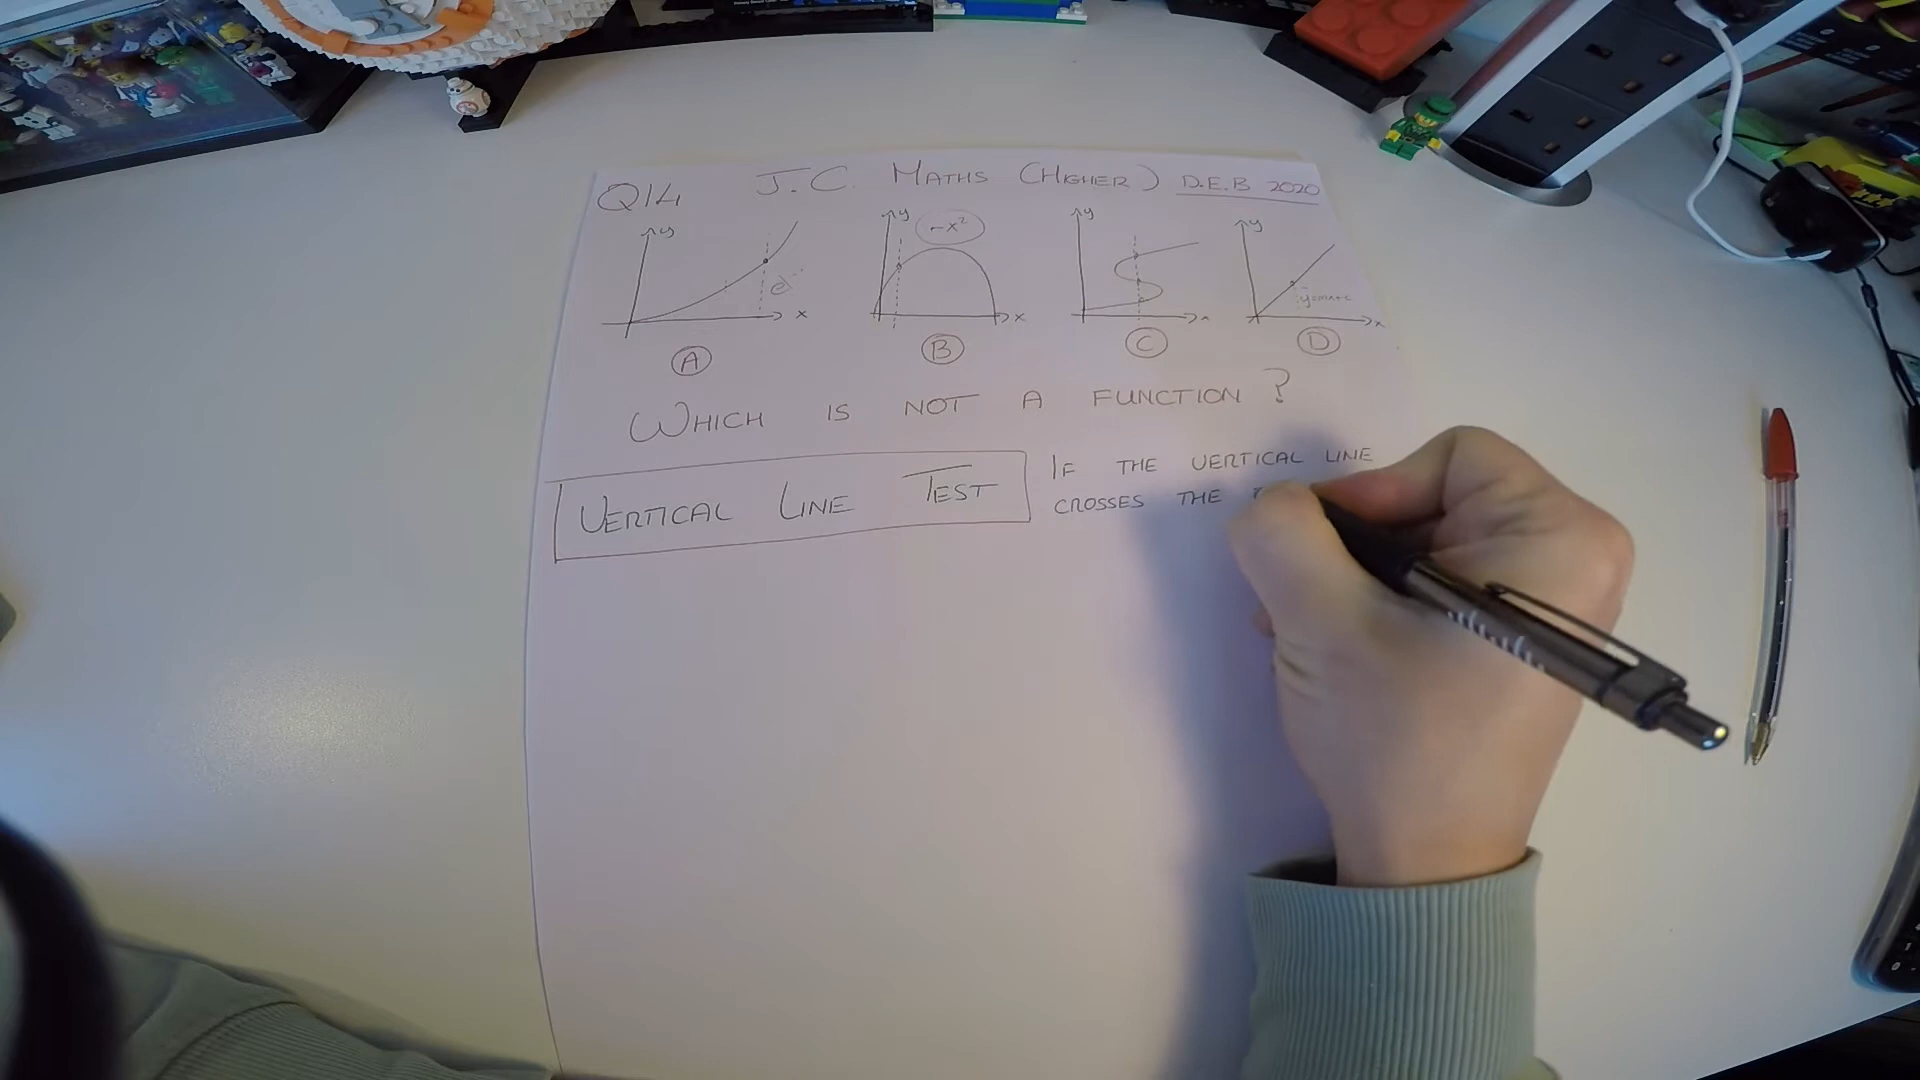 Q14 J.C. MATHS (HIGHER) D.E.B 2020
y y -x² y y
x x x x
A B C D
WHICH IS NOT A FUNCTION?
VERTICAL LINE TEST
IF THE VERTICAL LINE
CROSSES THE